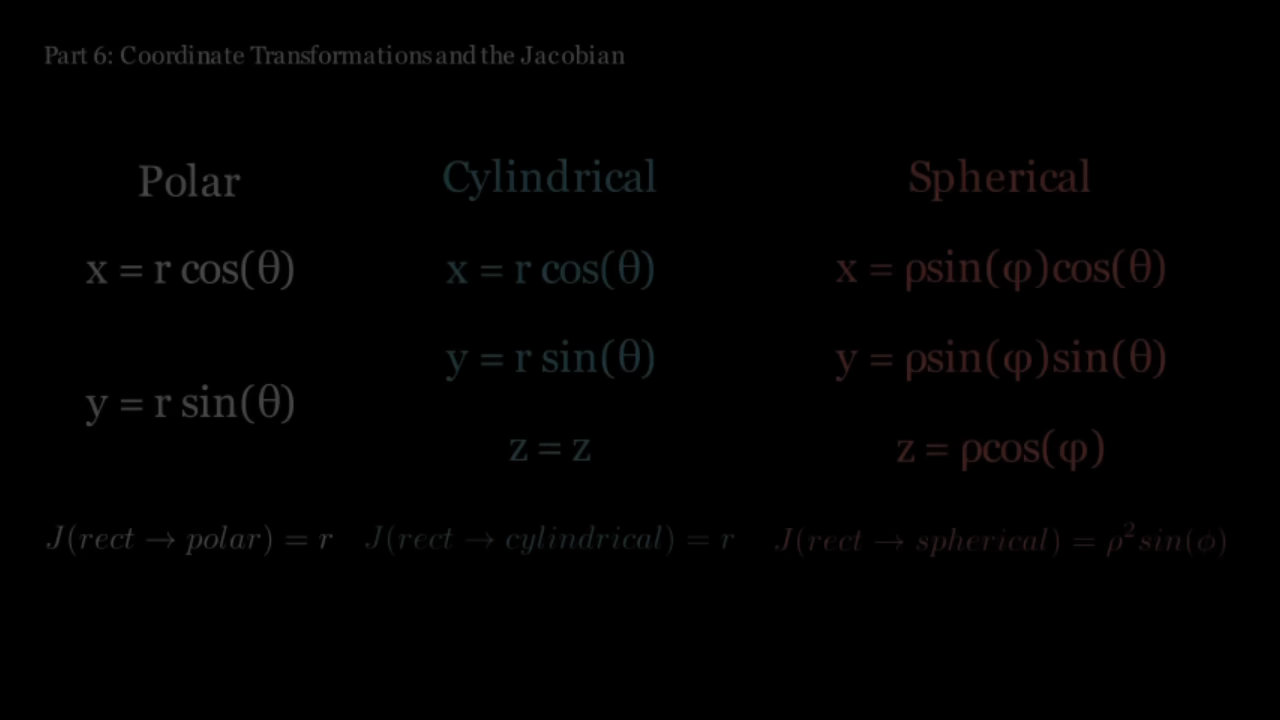 Part 6: Coordinate Transformations and the Jacobian
Polar
x = r cos(θ)
y = r sin(θ)
J(rect → polar) = r
Cylindrical
x = r cos(θ)
y = r sin(θ)
z = z
J(rect → cylindrical) = r
Spherical
x = ρsin(φ)cos(θ)
y = ρsin(φ)sin(θ)
z = ρcos(φ)
J(rect → spherical) = ρ²sin(ϕ)